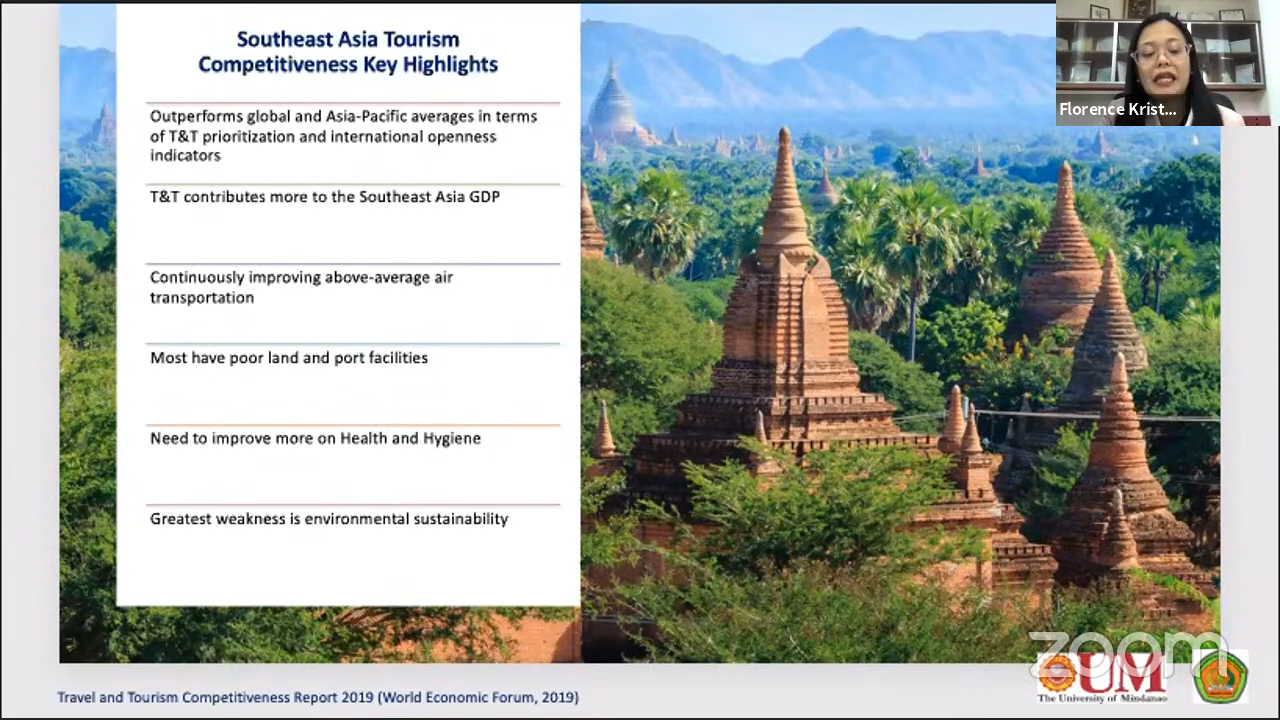 Southeast Asia Tourism
Competitiveness Key Highlights
Outperforms global and Asia-Pacific averages in terms
of T&T prioritization and international openness
indicators
T&T contributes more to the Southeast Asia GDP
Continuously improving above-average air
transportation
Most have poor land and port facilities
Need to improve more on Health and Hygiene
Greatest weakness is environmental sustainability
Florence Krist...
zoom
UM
The University of Mindanao
Travel and Tourism Competitiveness Report 2019 (World Economic Forum, 2019)